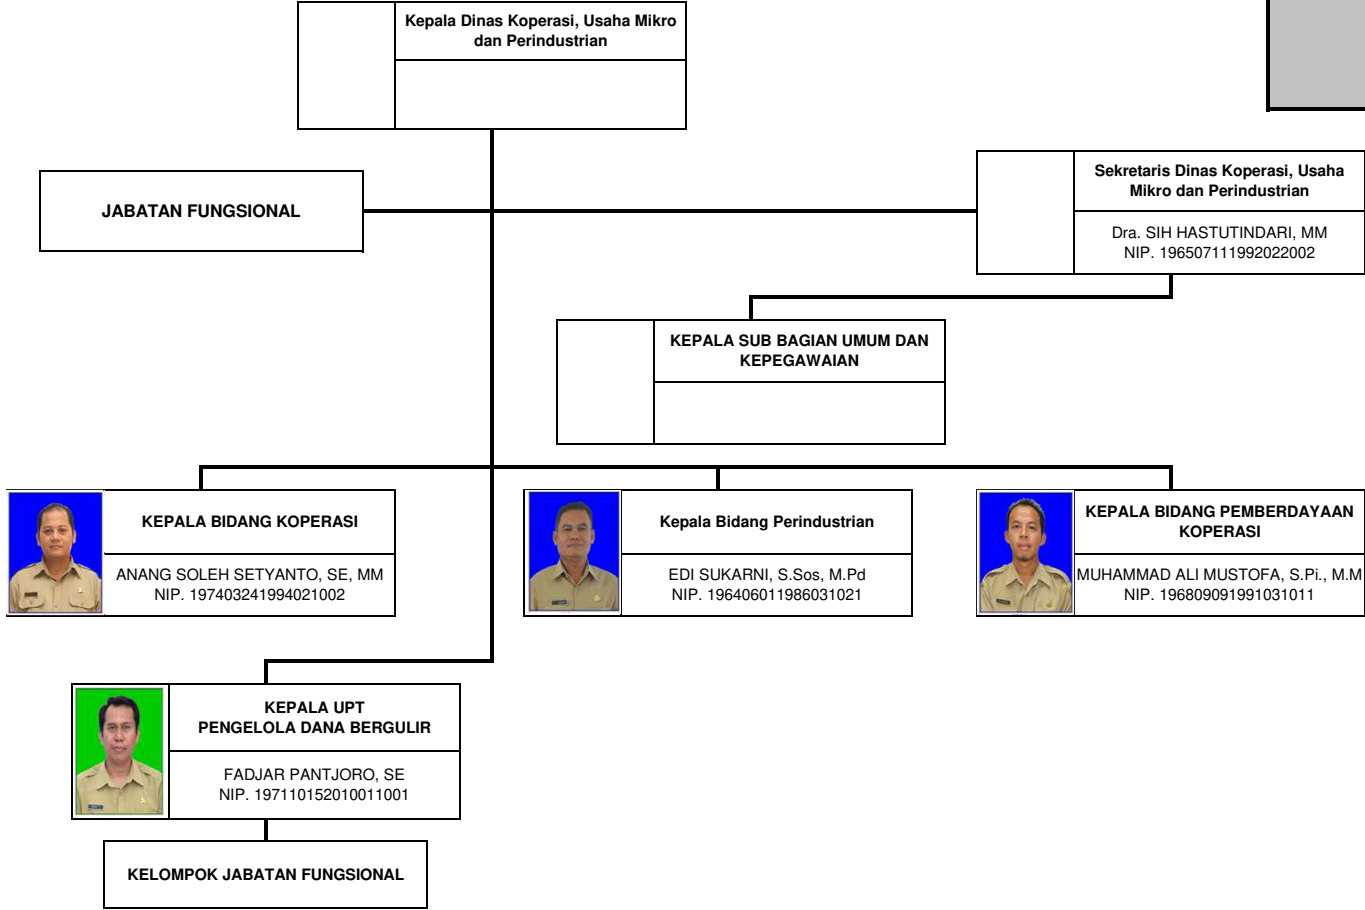 Kepala Dinas Koperasi, Usaha Mikro
dan Perindustrian
JABATAN FUNGSIONAL
Sekretaris Dinas Koperasi, Usaha
Mikro dan Perindustrian
Dra. SIH HASTUTINDARI, MM
NIP. 196507111992022002
KEPALA SUB BAGIAN UMUM DAN
KEPEGAWAIAN
KEPALA BIDANG KOPERASI
ANANG SOLEH SETYANTO, SE, MM
NIP. 197403241994021002
Kepala Bidang Perindustrian
EDI SUKARNI, S.Sos, M.Pd
NIP. 196406011986031021
KEPALA BIDANG PEMBERDAYAAN
KOPERASI
MUHAMMAD ALI MUSTOFA, S.Pi., M.M
NIP. 196809091991031011
KEPALA UPT
PENGELOLA DANA BERGULIR
FADJAR PANTJORO, SE
NIP. 197110152010011001
KELOMPOK JABATAN FUNGSIONAL